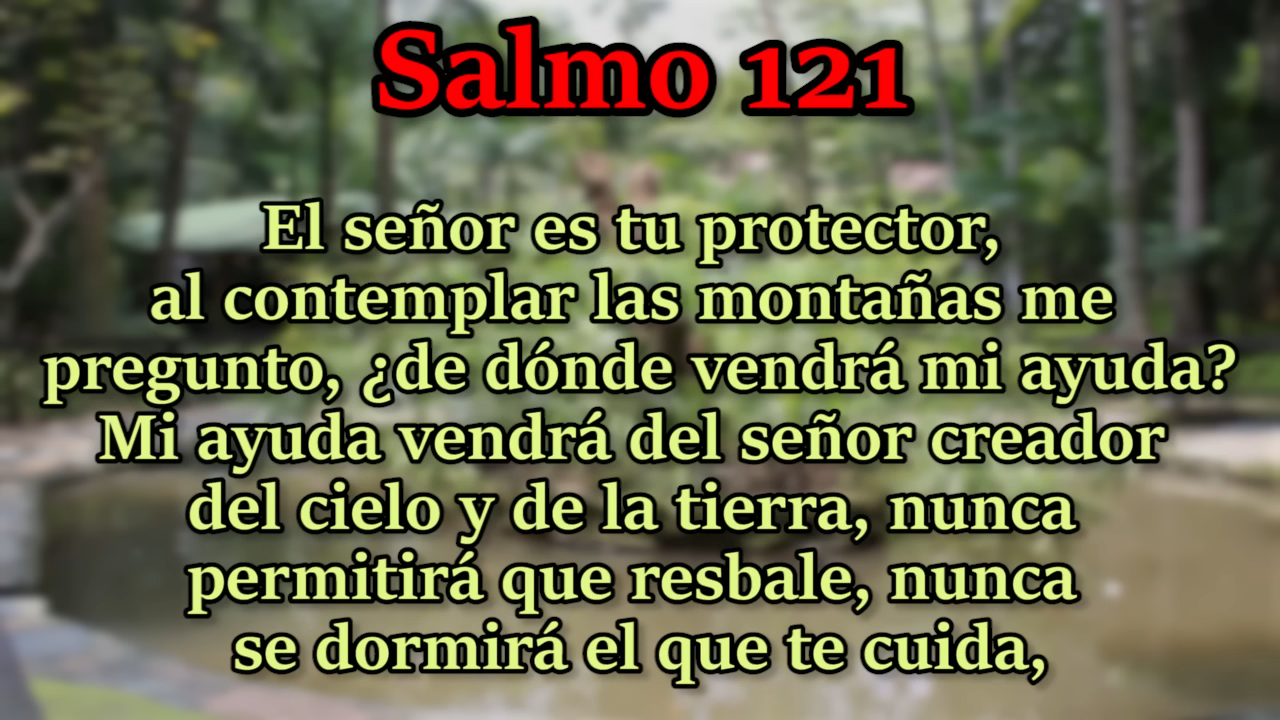 Salmo 121
El señor es tu protector,
al contemplar las montañas me
pregunto, ¿de dónde vendrá mi ayuda?
Mi ayuda vendrá del señor creador
del cielo y de la tierra, nunca
permitirá que resbale, nunca
se dormirá el que te cuida,